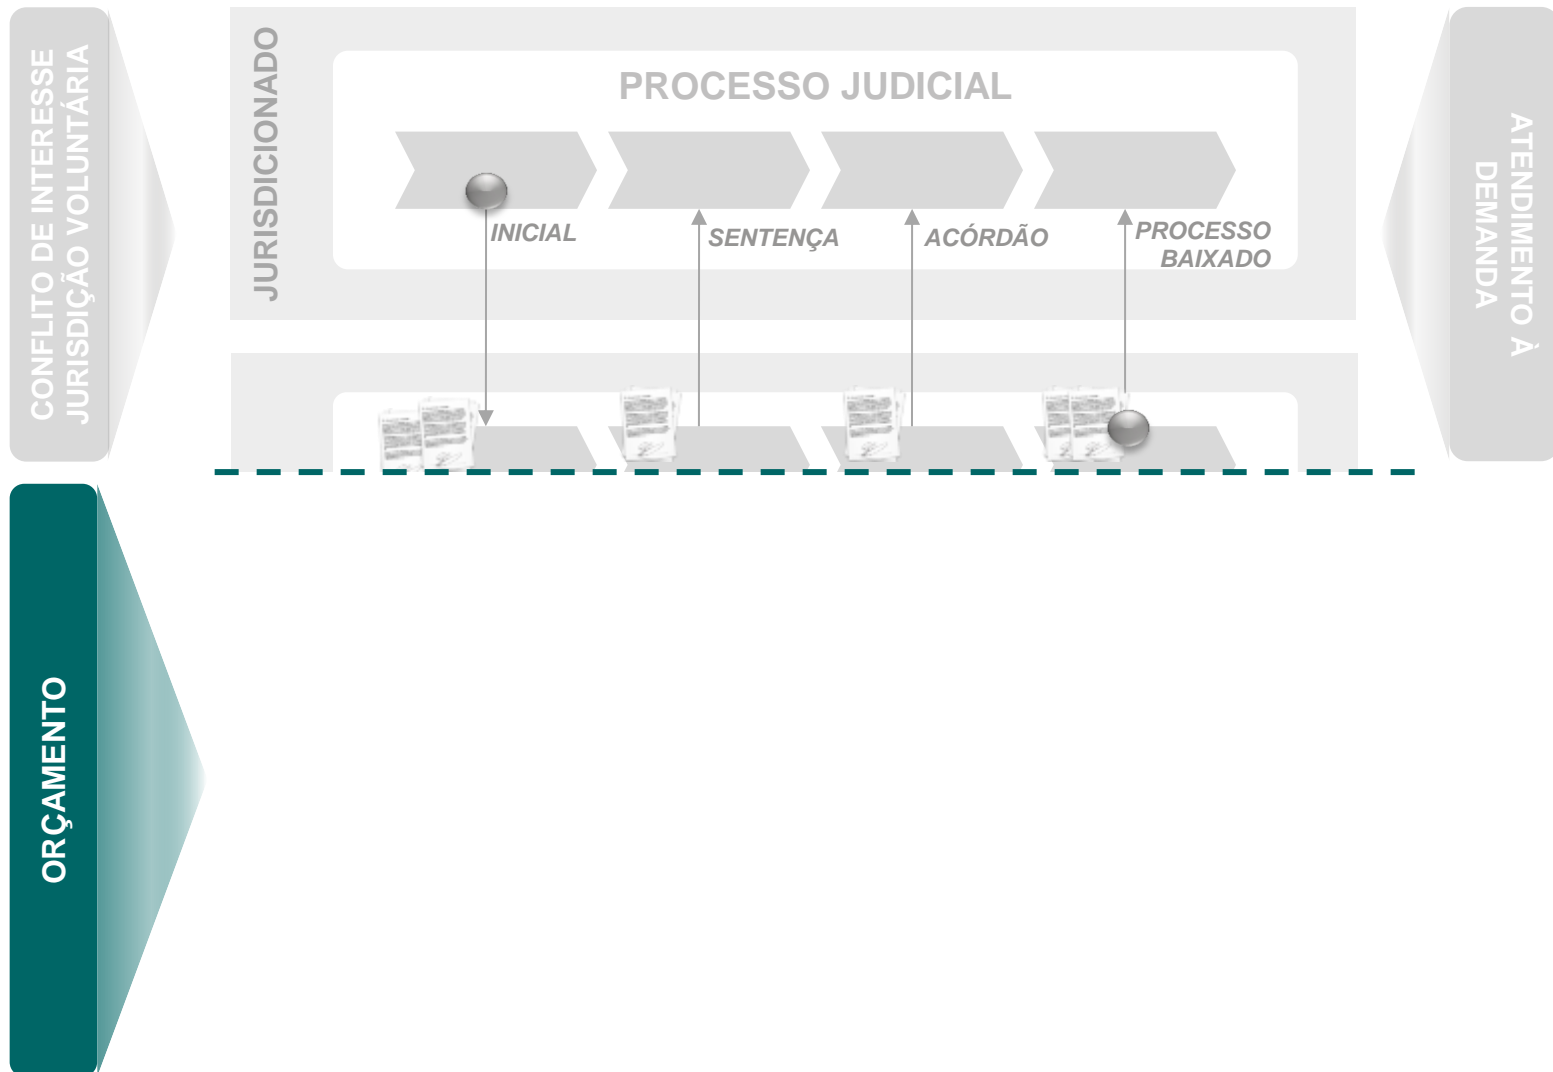 CONFLITO DE INTERESSE
JURISDIÇÃO VOLUNTÁRIA
JURISDICIONADO
PROCESSO JUDICIAL
INICIAL
SENTENÇA
ACÓRDÃO
PROCESSO
BAIXADO
ATENDIMENTO À
DEMANDA
ORÇAMENTO